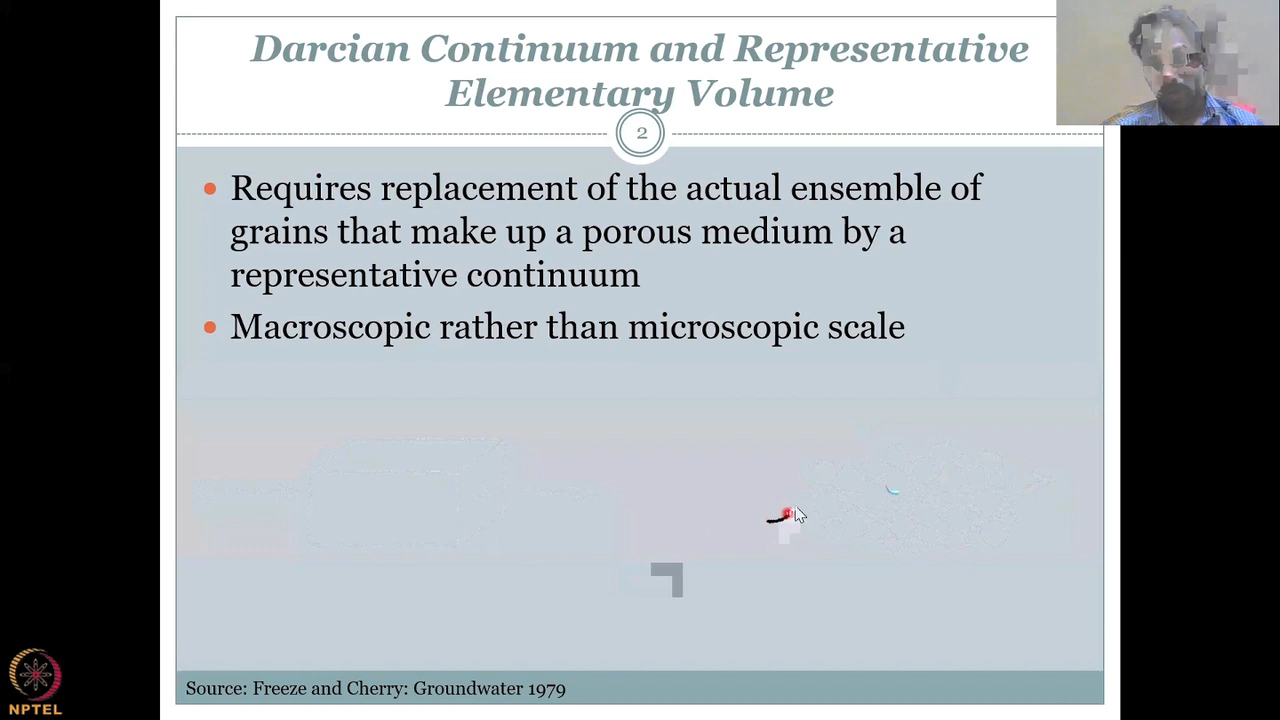 Darcian Continuum and Representative
Elementary Volume
2
• Requires replacement of the actual ensemble of
grains that make up a porous medium by a
representative continuum
• Macroscopic rather than microscopic scale
Source: Freeze and Cherry: Groundwater 1979
NPTEL